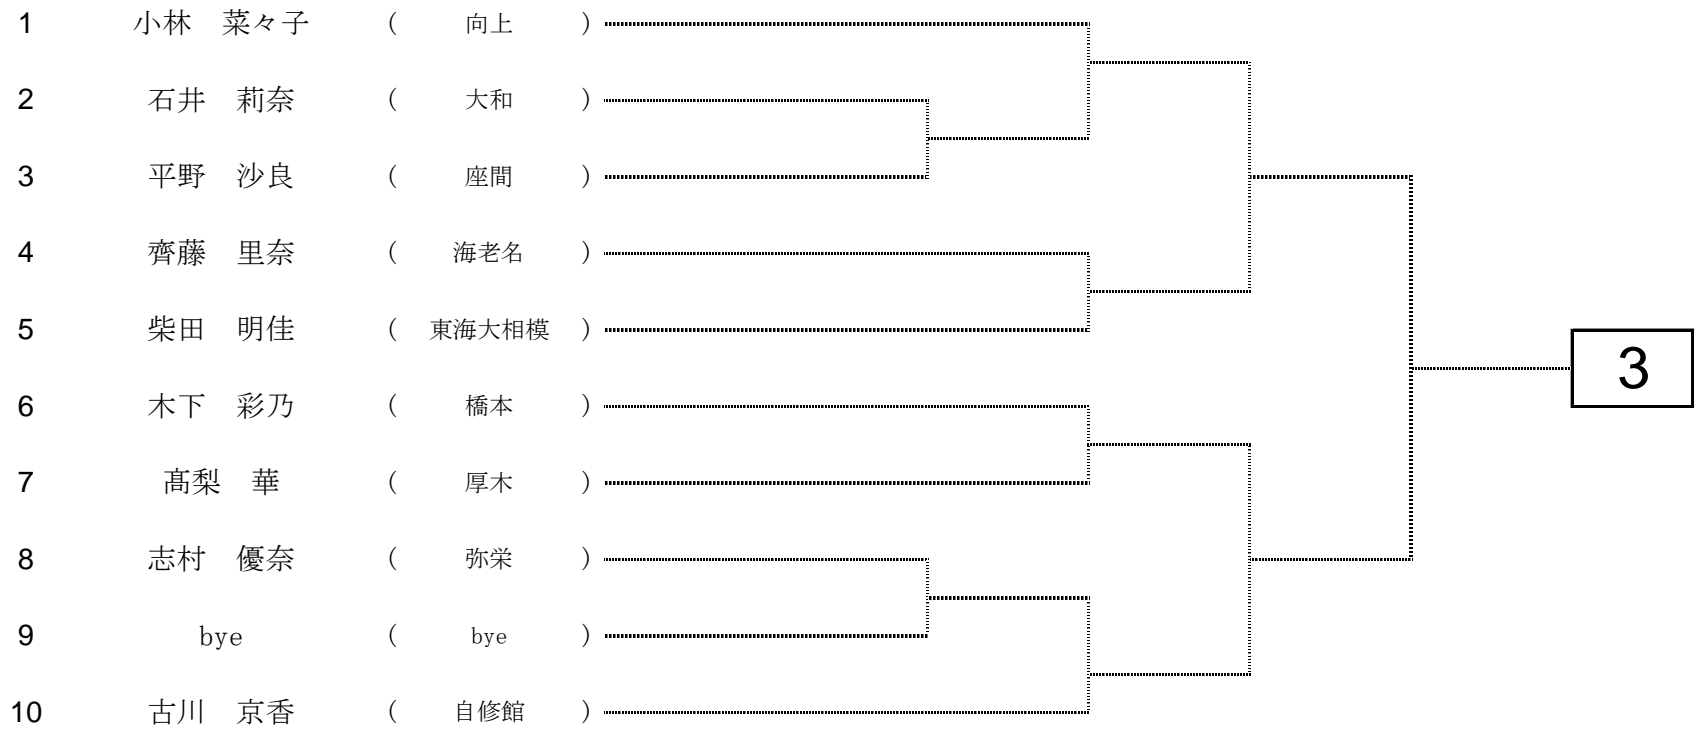 1 小林　菜々子 ( 向上 )
2 石井　莉奈 ( 大和 )
3 平野　沙良 ( 座間 )
4 齊藤　里奈 ( 海老名 )
5 柴田　明佳 ( 東海大相模 )
3
6 木下　彩乃 ( 橋本 )
7 髙梨　華 ( 厚木 )
8 志村　優奈 ( 弥栄 )
9 bye ( bye )
10 古川　京香 ( 自修館 )